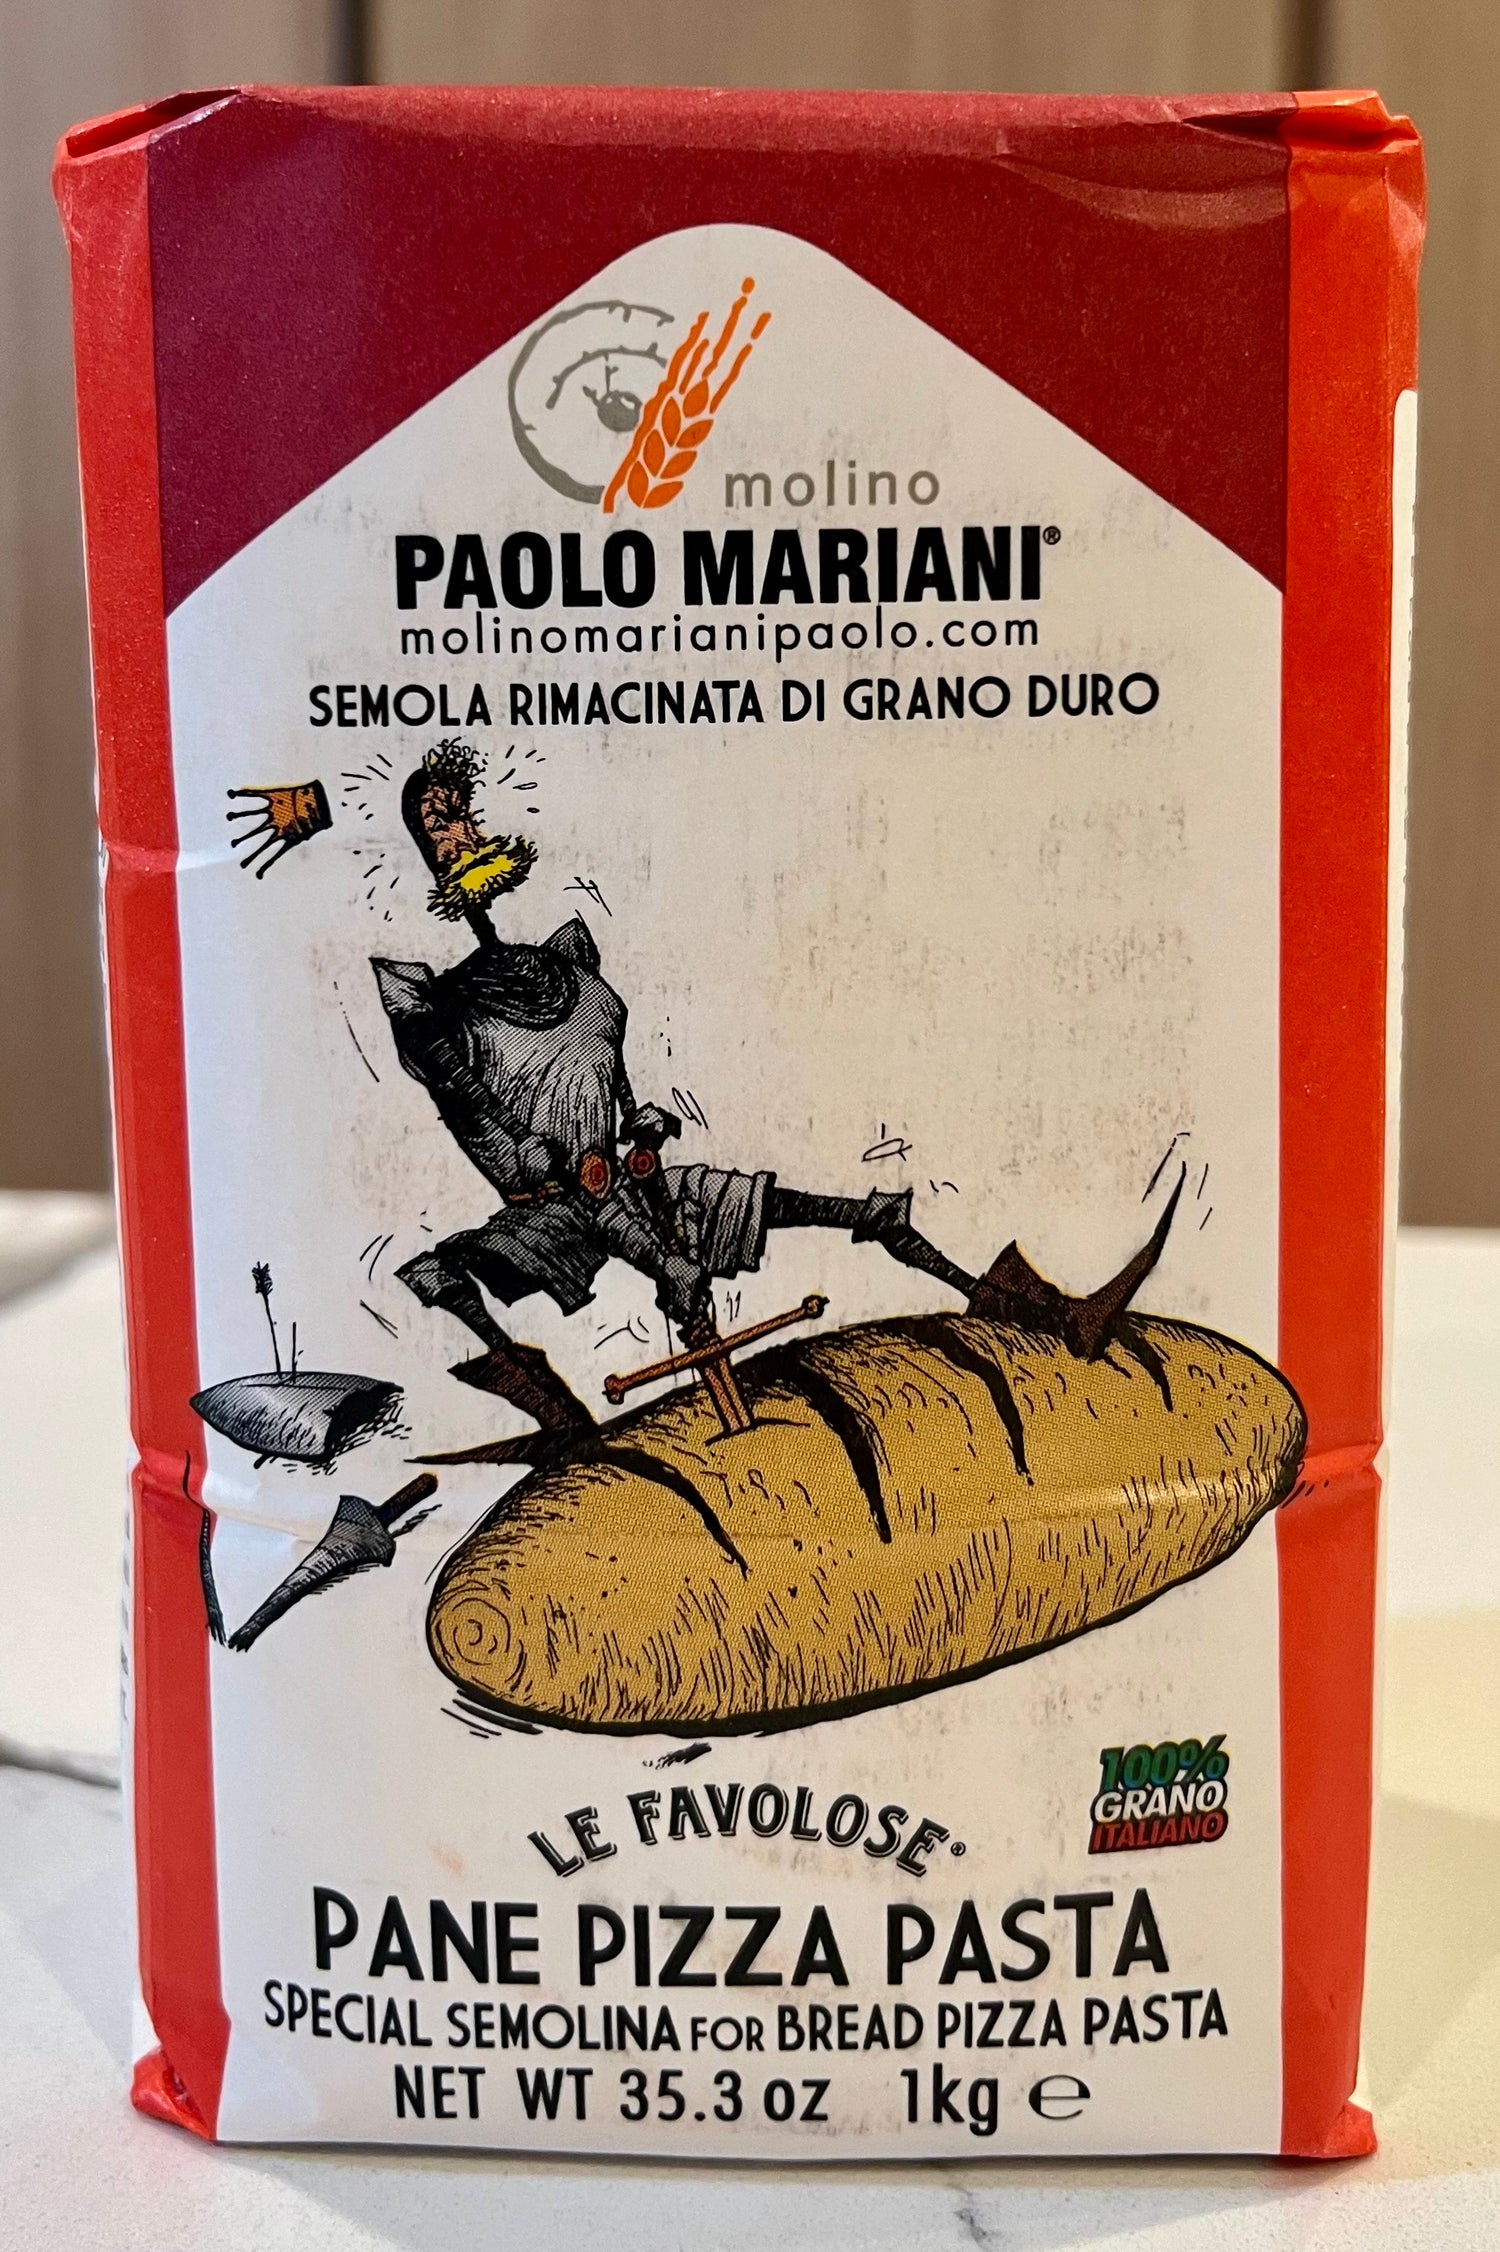 molino
PAOLO MARIANI®
molinomarianipaolo.com
SEMOLA RIMACINATA DI GRANO DURO
LE FAVOLOSE®
100%
GRANO
ITALIANO
PANE PIZZA PASTA
SPECIAL SEMOLINA FOR BREAD PIZZA PASTA
NET WT 35.3 oz 1kg ℮